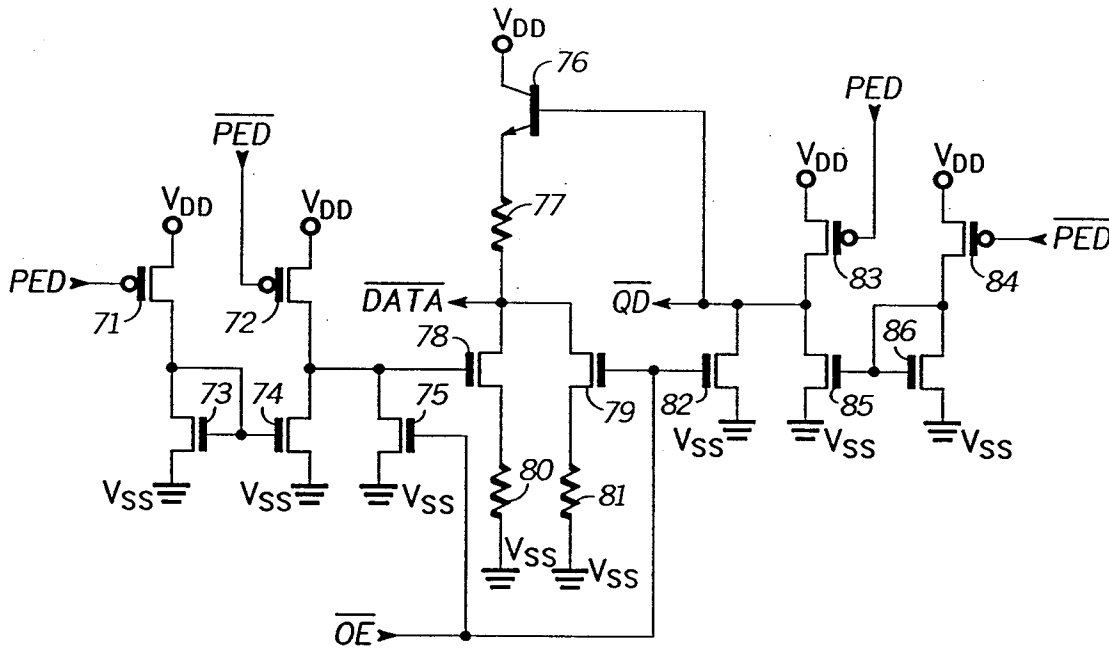 VDD
76
PED
PED
VDD
VDD
VDD
VDD
77
PED
PED
83
84
DATA
QD
71
72
78
86
73
74
75
79
82
85
VSS
VSS
VSS
80
81
VSS
VSS
VSS
VSS
VSS
OE